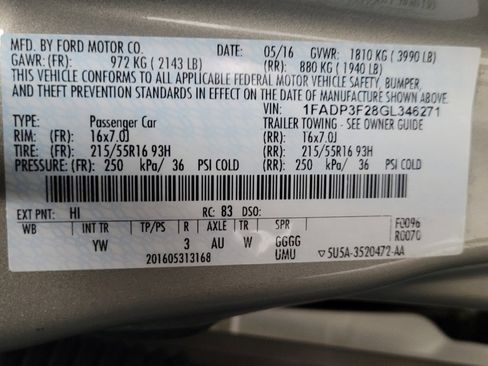 MFD. BY FORD MOTOR CO. DATE: 05/16 GVWR: 1810 KG ( 3990 LB)
GAWR: (FR): 972 KG ( 2143 LB) (RR): 880 KG ( 1940 LB)
THIS VEHICLE CONFORMS TO ALL APPLICABLE FEDERAL MOTOR VEHICLE SAFETY, BUMPER,
AND THEFT PREVENTION STANDARDS IN EFFECT ON THE DATE OF MANUFACTURE SHOWN ABOVE.
VIN: 1FADP3F28GL346271
TYPE: Passenger Car TRAILER TOWING - SEE OWNER GUIDE
RIM: (FR): 16x7.0J (RR): 16x7.0J
TIRE: (FR): 215/55R16 93H (RR): 215/55R16 93H
PRESSURE: (FR): 250 kPa/ 36 PSI COLD (RR): 250 kPa/ 36 PSI COLD
EXT PNT: HI RC: 83 DSO:
WB INT TR TP/PS R AXLE TR SPR F0096
YW 3 AU W GGGG R0070
201605313168 UMU ▽5U5A-3520472-AA